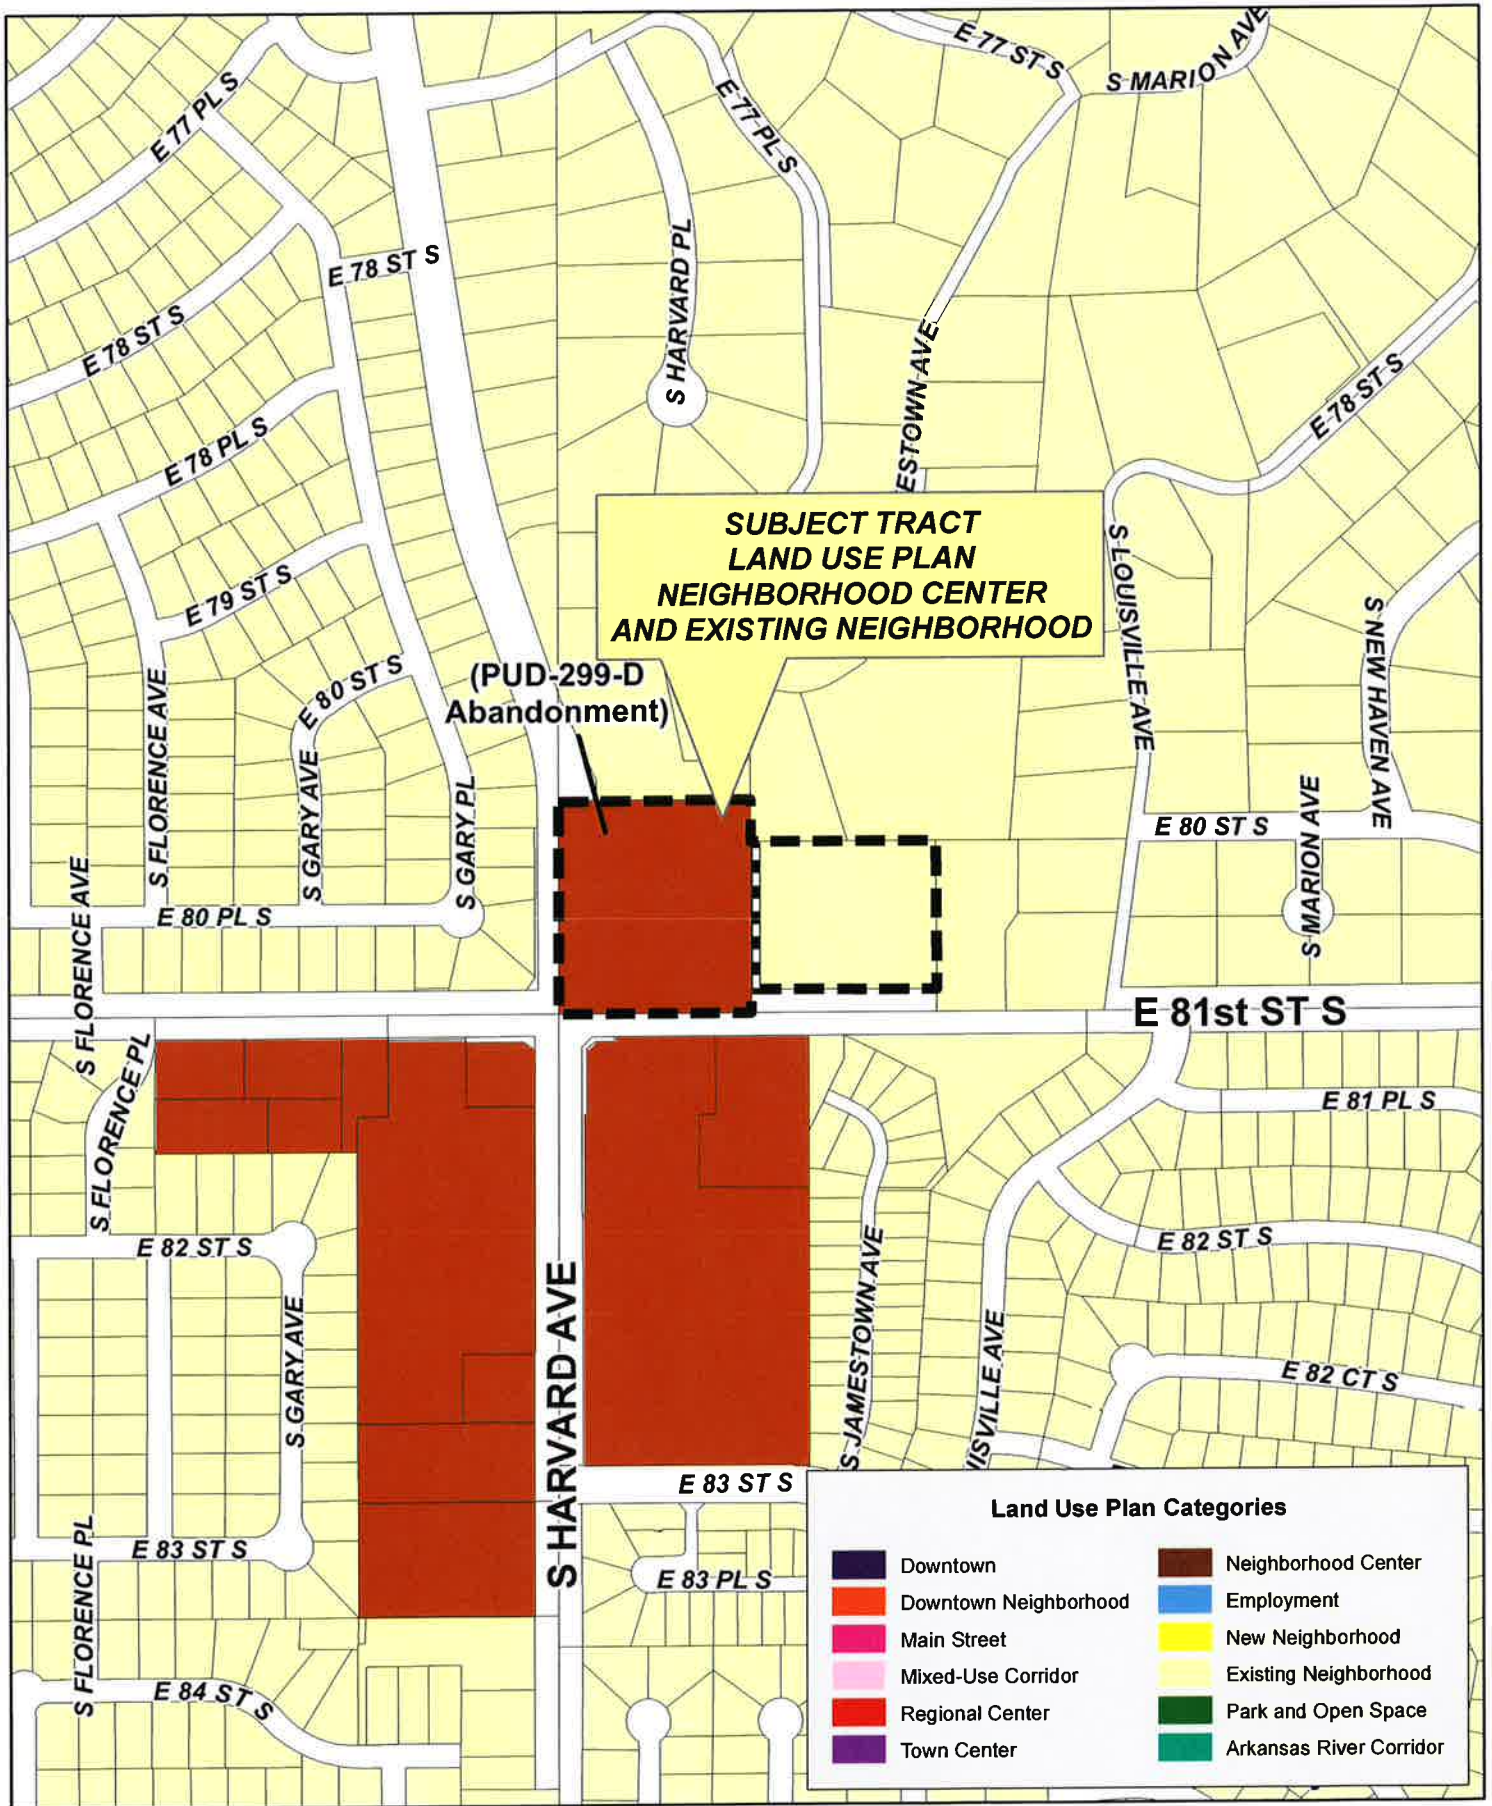 E 77 ST S
S MARION AVE
E 77 PL S
E 77 PL S
E 78 ST S
S HARVARD PL
E 78 ST S
ESTOWN AVE
E 78 ST S
E 78 PL S
SUBJECT TRACT
LAND USE PLAN
NEIGHBORHOOD CENTER
AND EXISTING NEIGHBORHOOD
E 79 ST S
S LOUISVILLE AVE
S NEW HAVEN AVE
(PUD-299-D
Abandonment)
E 80 ST S
S FLORENCE AVE
S GARY AVE
S GARY PL
E 80 ST S
S MARION AVE
S FLORENCE AVE
E 80 PL S
E 81st ST S
S FLORENCE PL
E 81 PL S
E 82 ST S
E 82 ST S
S GARY AVE
S HARVARD AVE
S JAMESTOWN AVE
ISVILLE AVE
E 82 CT S
E 83 ST S
E 83 ST S
S FLORENCE PL
E 83 PL S
E 84 ST S
Land Use Plan Categories
Downtown
Downtown Neighborhood
Main Street
Mixed-Use Corridor
Regional Center
Town Center
Neighborhood Center
Employment
New Neighborhood
Existing Neighborhood
Park and Open Space
Arkansas River Corridor